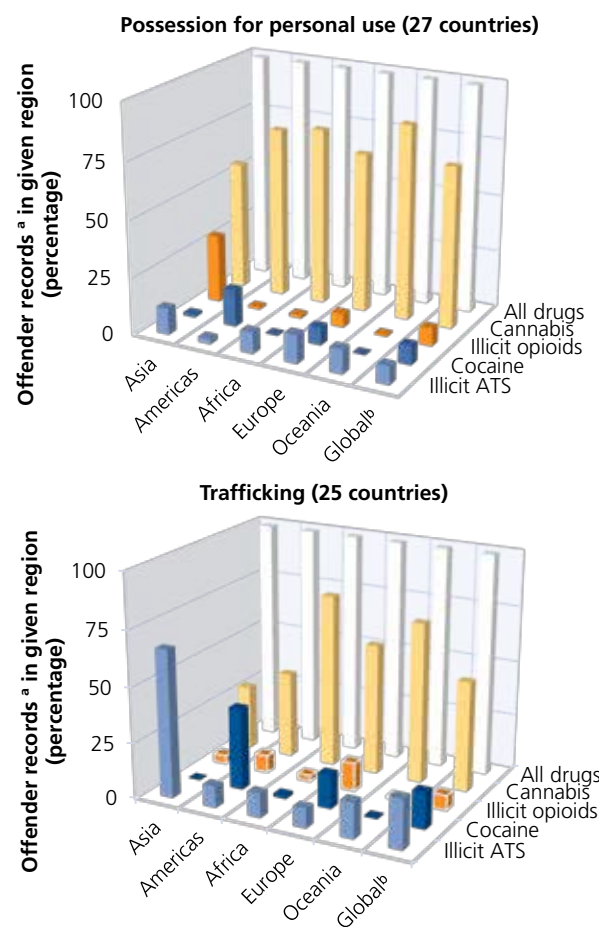 Possession for personal use (27 countries)
Offender records ª in given region
(percentage)
100
75
50
25
0
All drugs
Cannabis
Illicit opioids
Cocaine
Illicit ATS
Asia
Americas
Africa
Europe
Oceania
Globalᵇ
Trafficking (25 countries)
Offender records ª in given region
(percentage)
100
75
50
25
0
All drugs
Cannabis
Illicit opioids
Cocaine
Illicit ATS
Asia
Americas
Africa
Europe
Oceania
Globalᵇ